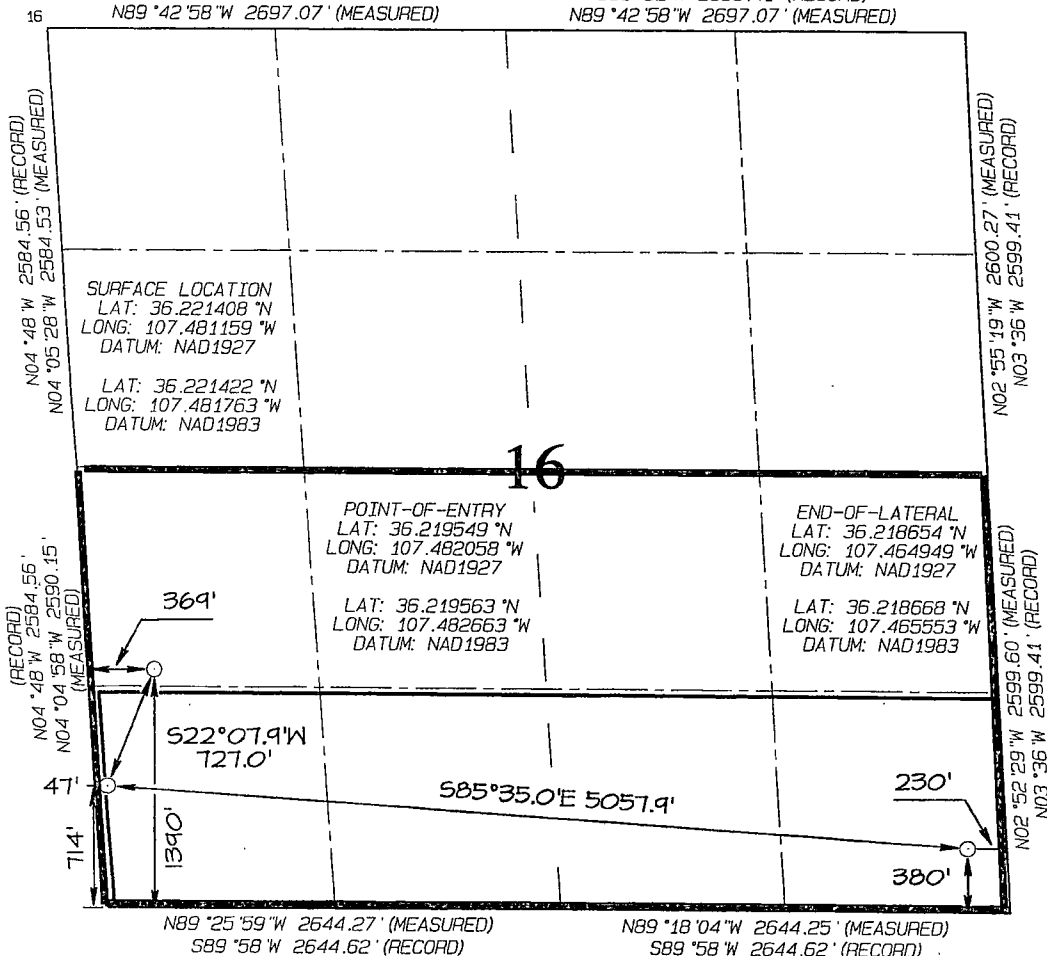 16
N89°42'58"W 2697.07' (MEASURED)
N89°42'58"W 2697.07' (MEASURED)
N04°48'W 2584.56' (RECORD)
N04°05'28"W 2584.53' (MEASURED)
N02°55'19"W 2600.27' (MEASURED)
N03°36'W 2599.41' (RECORD)
SURFACE LOCATION
LAT: 36.221408°N
LONG: 107.481159°W
DATUM: NAD1927
LAT: 36.221422°N
LONG: 107.481763°W
DATUM: NAD1983
16
POINT-OF-ENTRY
LAT: 36.219549°N
LONG: 107.482058°W
DATUM: NAD1927
LAT: 36.219563°N
LONG: 107.482663°W
DATUM: NAD1983
END-OF-LATERAL
LAT: 36.218654°N
LONG: 107.464949°W
DATUM: NAD1927
LAT: 36.218668°N
LONG: 107.465553°W
DATUM: NAD1983
(RECORD)
N04°48'W 2584.56'
N04°04'58"W 2590.15'
(MEASURED)
N02°52'29"W 2599.60' (MEASURED)
N03°36'W 2599.41' (RECORD)
369'
S22°07.9'W
727.0'
47'
714'
1390'
S85°35.0'E 5057.9'
230'
380'
N89°25'59"W 2644.27' (MEASURED)
S89°58'W 2644.62' (RECORD)
N89°18'04"W 2644.25' (MEASURED)
S89°58'W 2644.62' (RECORD)